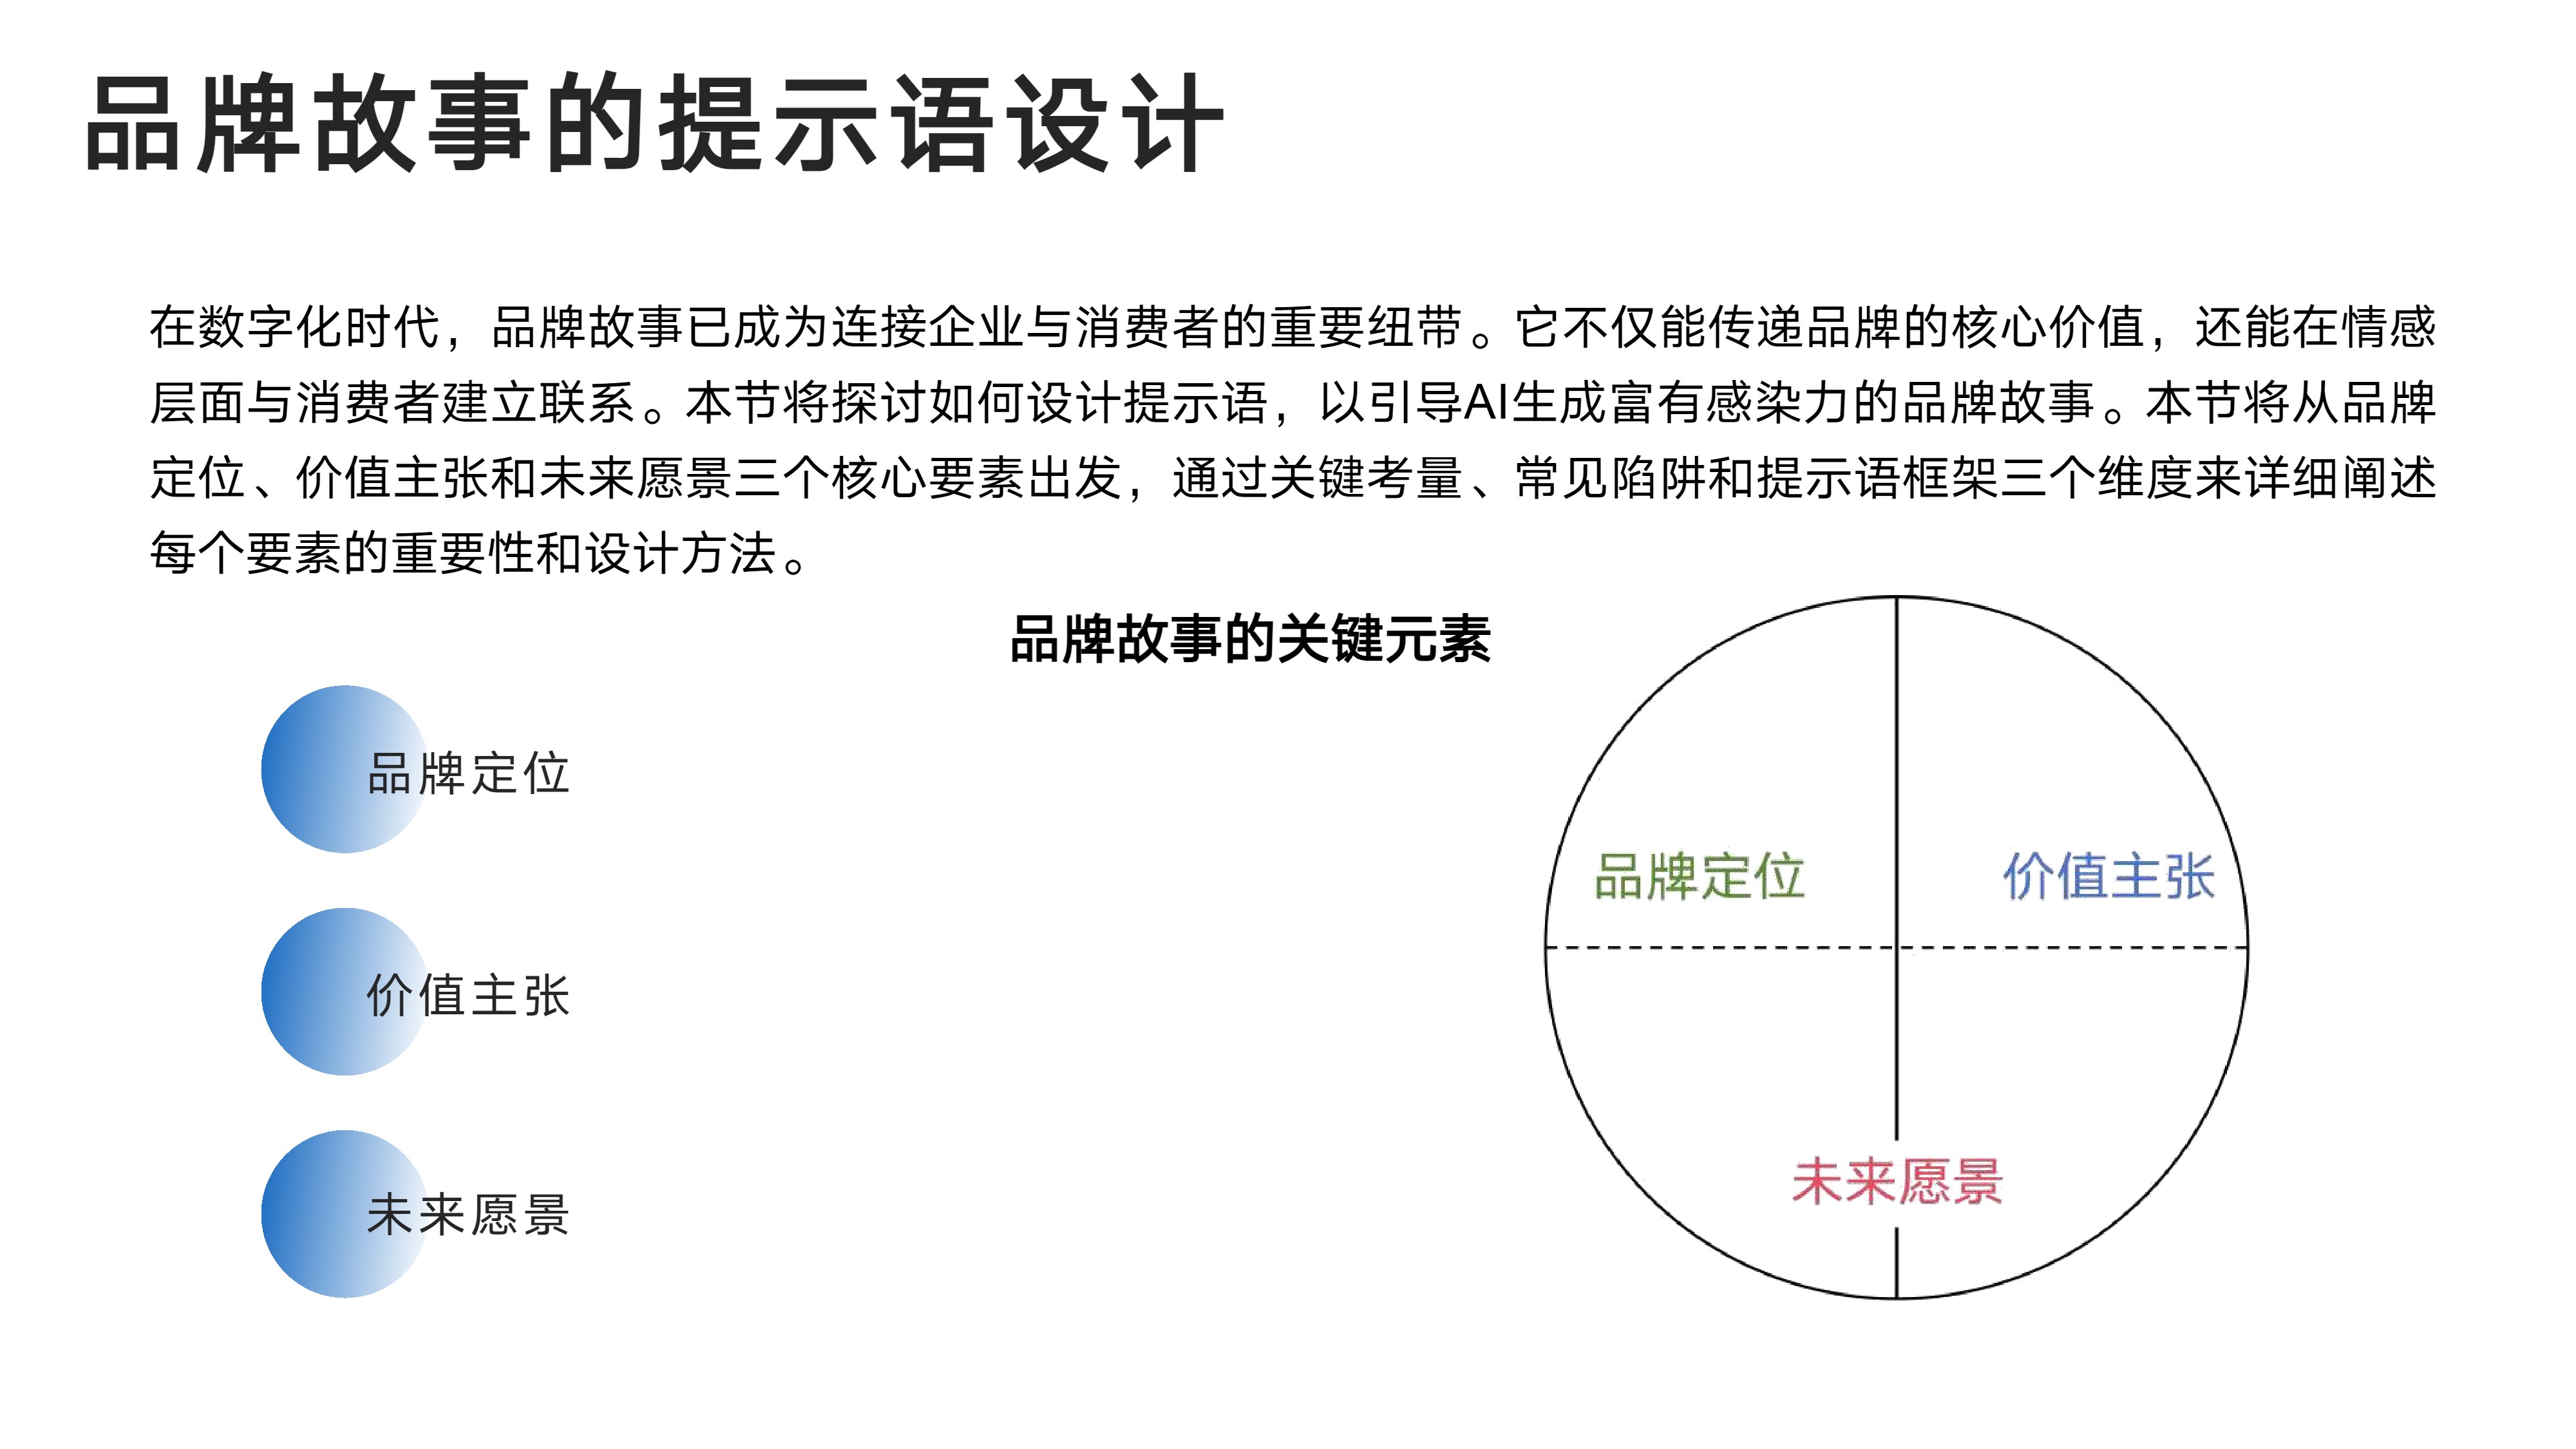 品牌故事的提示语设计
在数字化时代，品牌故事已成为连接企业与消费者的重要纽带。它不仅能传递品牌的核心价值，还能在情感
层面与消费者建立联系。本节将探讨如何设计提示语，以引导AI生成富有感染力的品牌故事。本节将从品牌
定位、价值主张和未来愿景三个核心要素出发，通过关键考量、常见陷阱和提示语框架三个维度来详细阐述
每个要素的重要性和设计方法。
品牌故事的关键元素
品牌定位
价值主张
未来愿景
品牌定位
价值主张
未来愿景